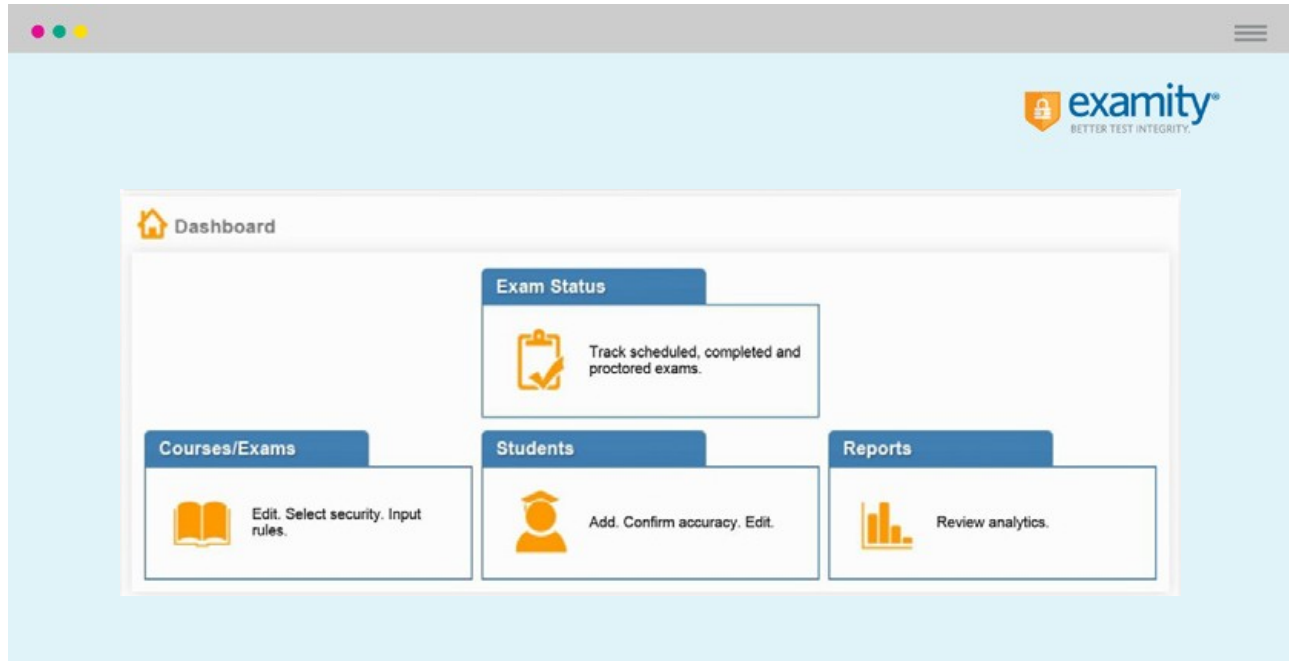 examity®
BETTER TEST INTEGRITY.
Dashboard
Exam Status
Track scheduled, completed and
proctored exams.
Courses/Exams
Edit. Select security. Input
rules.
Students
Add. Confirm accuracy. Edit.
Reports
Review analytics.